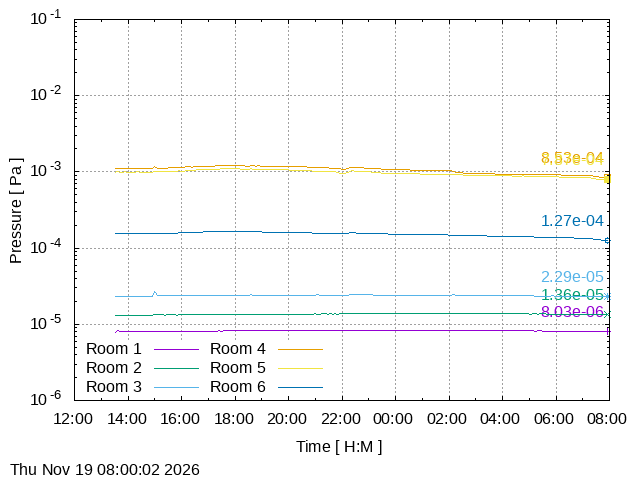 10^-1
10^-2
10^-3
10^-4
10^-5
10^-6
Pressure [ Pa ]
8.53e-04
1.27e-04
2.29e-05
1.36e-05
8.03e-06
Room 1
Room 2
Room 3
Room 4
Room 5
Room 6
12:00 14:00 16:00 18:00 20:00 22:00 00:00 02:00 04:00 06:00 08:00
Time [ H:M ]
Thu Nov 19 08:00:02 2026